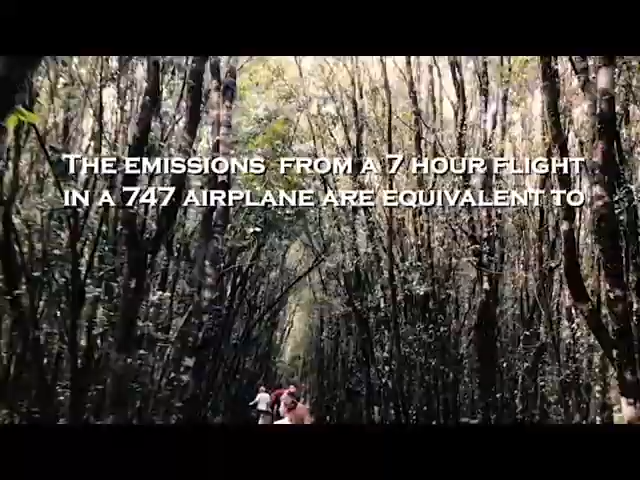 THE EMISSIONS FROM A 7 HOUR FLIGHT
IN A 747 AIRPLANE ARE EQUIVALENT TO